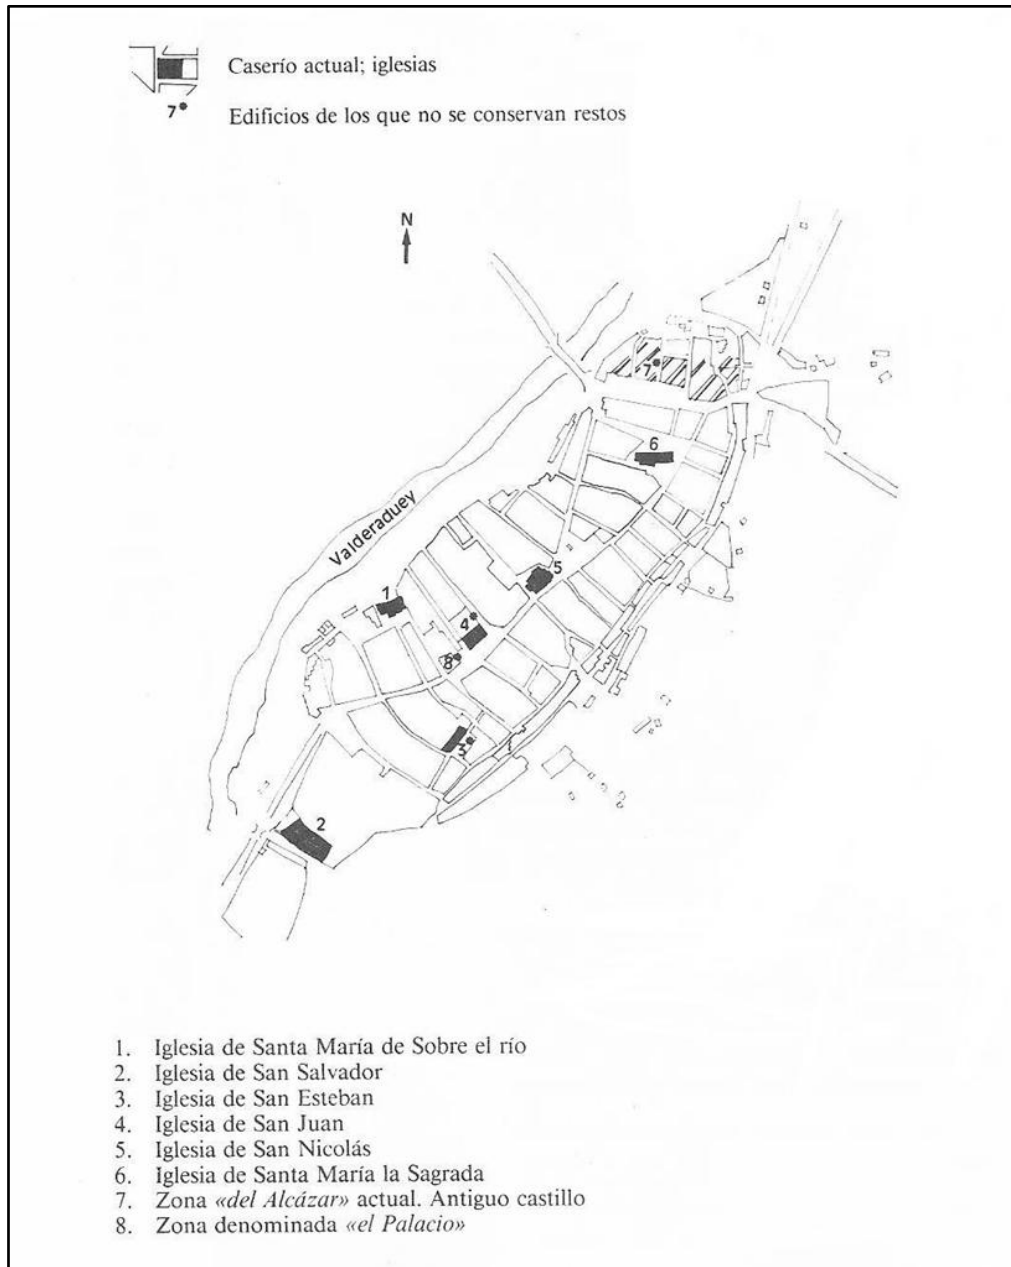 Caserío actual; iglesias
7
Edificios de los que no se conservan restos
N
7
6
Valderaduey
5
1
4
8
3
2
1. Iglesia de Santa María de Sobre el río
2. Iglesia de San Salvador
3. Iglesia de San Esteban
4. Iglesia de San Juan
5. Iglesia de San Nicolás
6. Iglesia de Santa María la Sagrada
7. Zona «del Alcázar» actual. Antiguo castillo
8. Zona denominada «el Palacio»